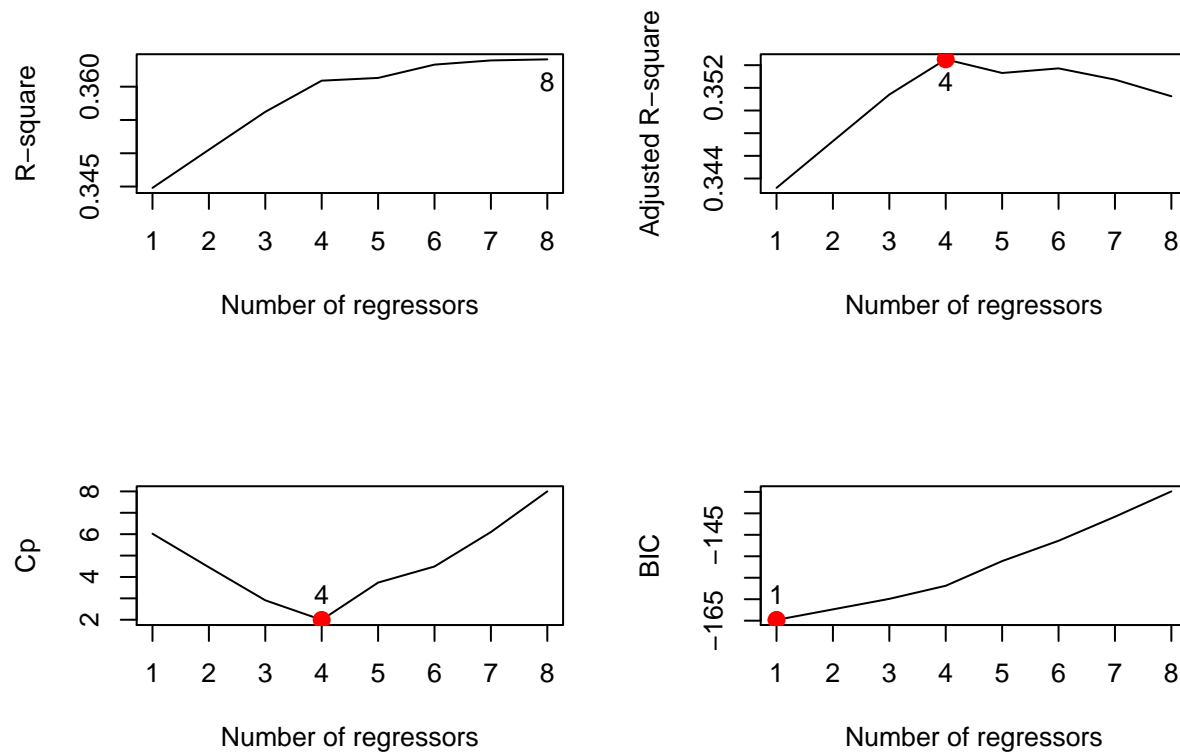 R−square
0.345
0.360
8
1 2 3 4 5 6 7 8
Number of regressors
Adjusted R−square
0.344
0.352
4
1 2 3 4 5 6 7 8
Number of regressors
Cp
2 4 6 8
4
1 2 3 4 5 6 7 8
Number of regressors
BIC
−165
−145
1
1 2 3 4 5 6 7 8
Number of regressors